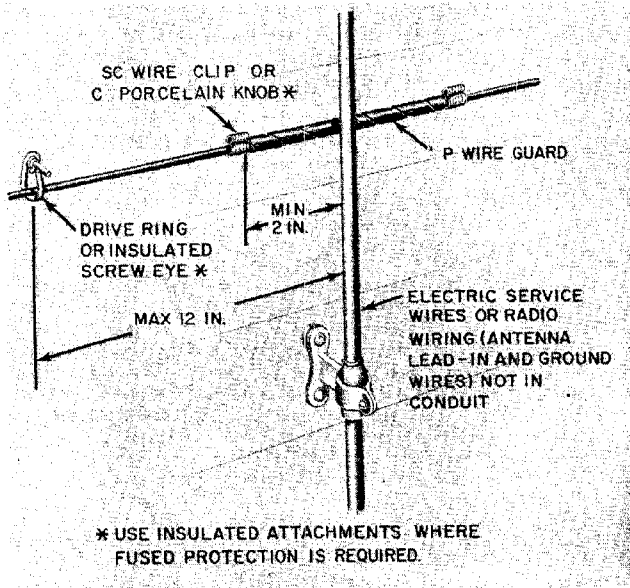 SC WIRE CLIP OR
C PORCELAIN KNOB*
P WIRE GUARD
MIN
2 IN.
DRIVE RING
OR INSULATED
SCREW EYE *
MAX 12 IN.
ELECTRIC SERVICE
WIRES OR RADIO
WIRING (ANTENNA
LEAD-IN AND GROUND
WIRES) NOT IN
CONDUIT
* USE INSULATED ATTACHMENTS WHERE
FUSED PROTECTION IS REQUIRED.